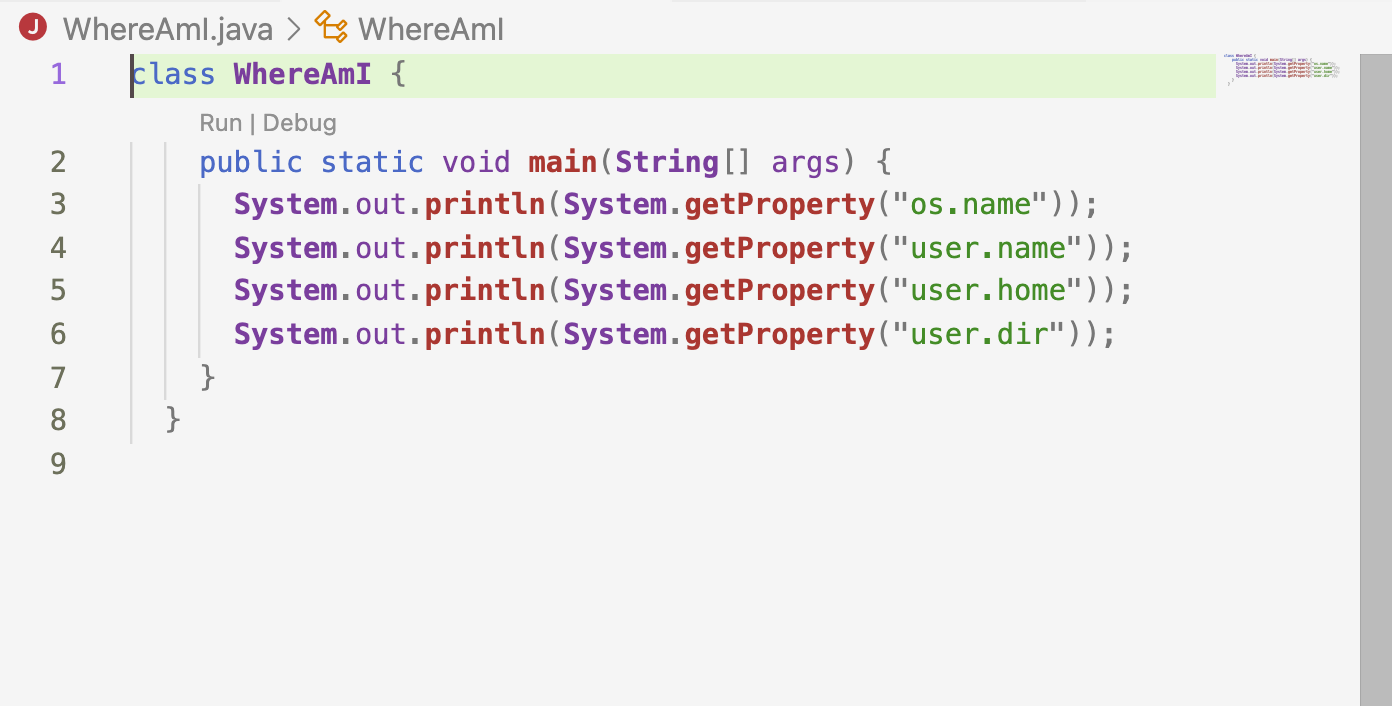 J WhereAmI.java > WhereAmI
1 class WhereAmI {
Run | Debug
2 public static void main(String[] args) {
3 System.out.println(System.getProperty("os.name"));
4 System.out.println(System.getProperty("user.name"));
5 System.out.println(System.getProperty("user.home"));
6 System.out.println(System.getProperty("user.dir"));
7 }
8 }
9